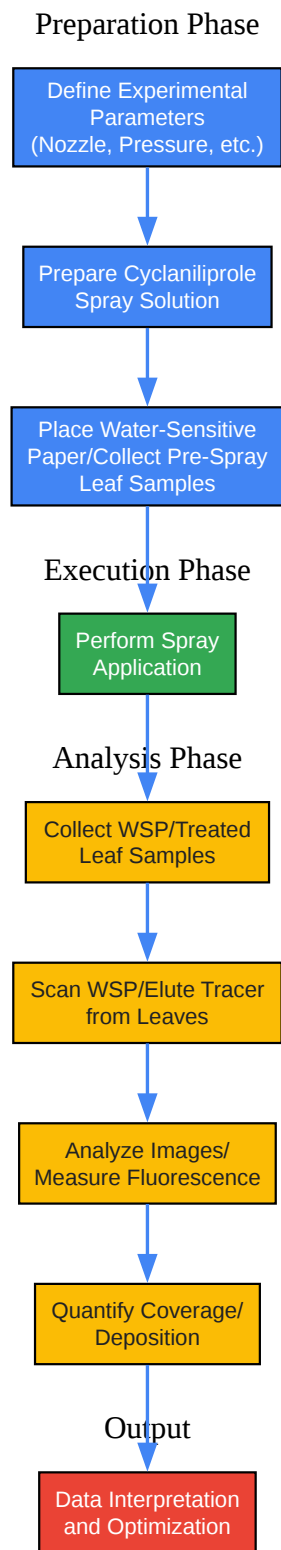 Preparation Phase
Define Experimental
Parameters
(Nozzle, Pressure, etc.)
Prepare Cyclaniliprole
Spray Solution
Place Water-Sensitive
Paper/Collect Pre-Spray
Leaf Samples
Execution Phase
Perform Spray
Application
Analysis Phase
Collect WSP/Treated
Leaf Samples
Scan WSP/Elute Tracer
from Leaves
Analyze Images/
Measure Fluorescence
Quantify Coverage/
Deposition
Output
Data Interpretation
and Optimization